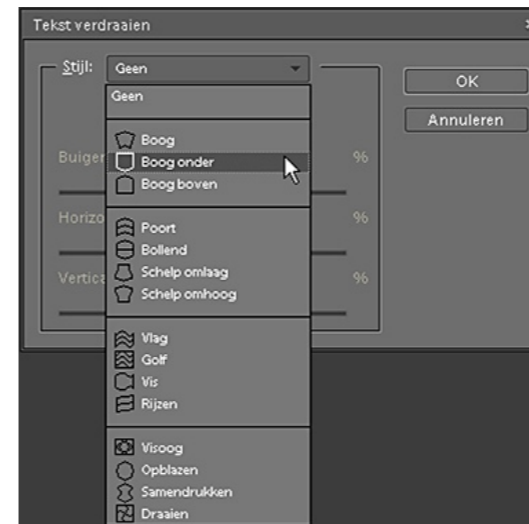 Tekst verdraaien
Stijl: Geen
OK
Annuleren
Geen
Boog
Boog onder
Boog boven
%
Poort
Bollend
Schelp omlaag
Schelp omhoog
%
%
Vlag
Golf
Vis
Rijzen
Visoog
Opblazen
Samendrukken
Draaien